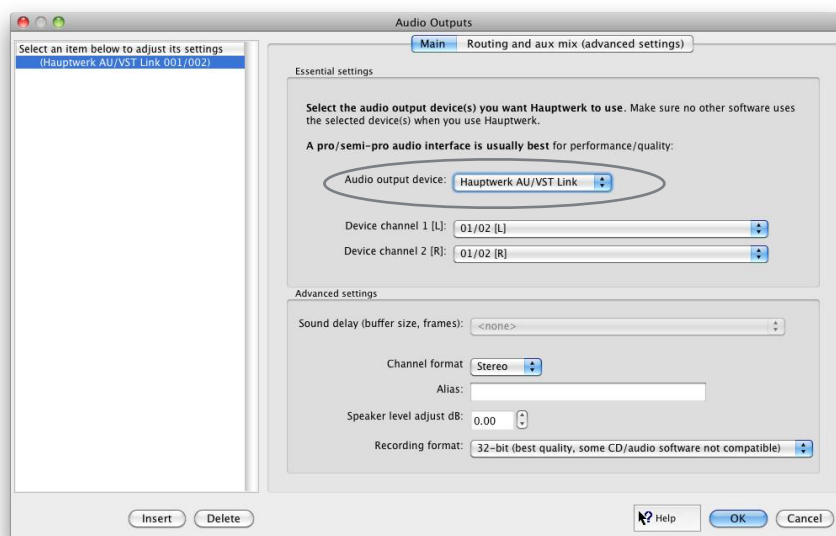 Audio Outputs
Select an item below to adjust its settings
(Hauptwerk AU/VST Link 001/002)
Main
Routing and aux mix (advanced settings)
Essential settings
Select the audio output device(s) you want Hauptwerk to use. Make sure no other software uses
the selected device(s) when you use Hauptwerk.
A pro/semi-pro audio interface is usually best for performance/quality:
Audio output device: Hauptwerk AU/VST Link
Device channel 1 [L]: 01/02 [L]
Device channel 2 [R]: 01/02 [R]
Advanced settings
Sound delay (buffer size, frames): <none>
Channel format Stereo
Alias:
Speaker level adjust dB: 0.00
Recording format: 32-bit (best quality, some CD/audio software not compatible)
Insert Delete
? Help OK Cancel